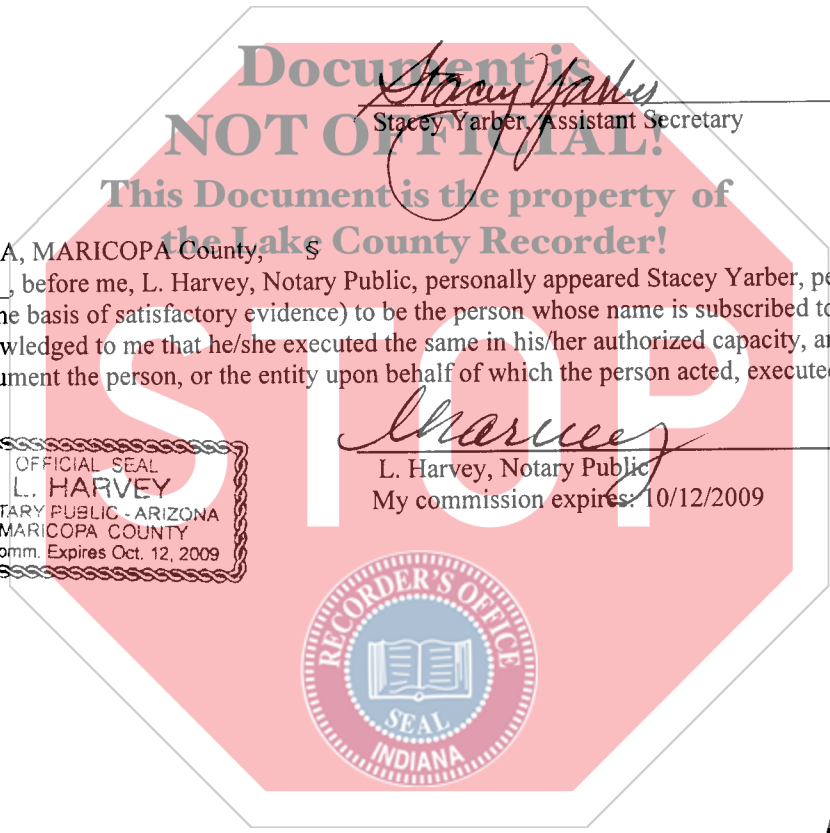 Document is
Stacey Yarber
Stacey Yarber, Assistant Secretary
NOT OFFICIAL!
This Document is the property of
the Lake County Recorder!
A, MARICOPA County, S
_, before me, L. Harvey, Notary Public, personally appeared Stacey Yarber, pe
ne basis of satisfactory evidence) to be the person whose name is subscribed to
wledged to me that he/she executed the same in his/her authorized capacity, an
ument the person, or the entity upon behalf of which the person acted, executed
STOP
LHarvey
L. Harvey, Notary Public
My commission expires: 10/12/2009
OFFICIAL SEAL
L. HARVEY
TARY PUBLIC - ARIZONA
MARICOPA COUNTY
omm. Expires Oct. 12, 2009
RECORDER'S OFFICE
SEAL
INDIANA